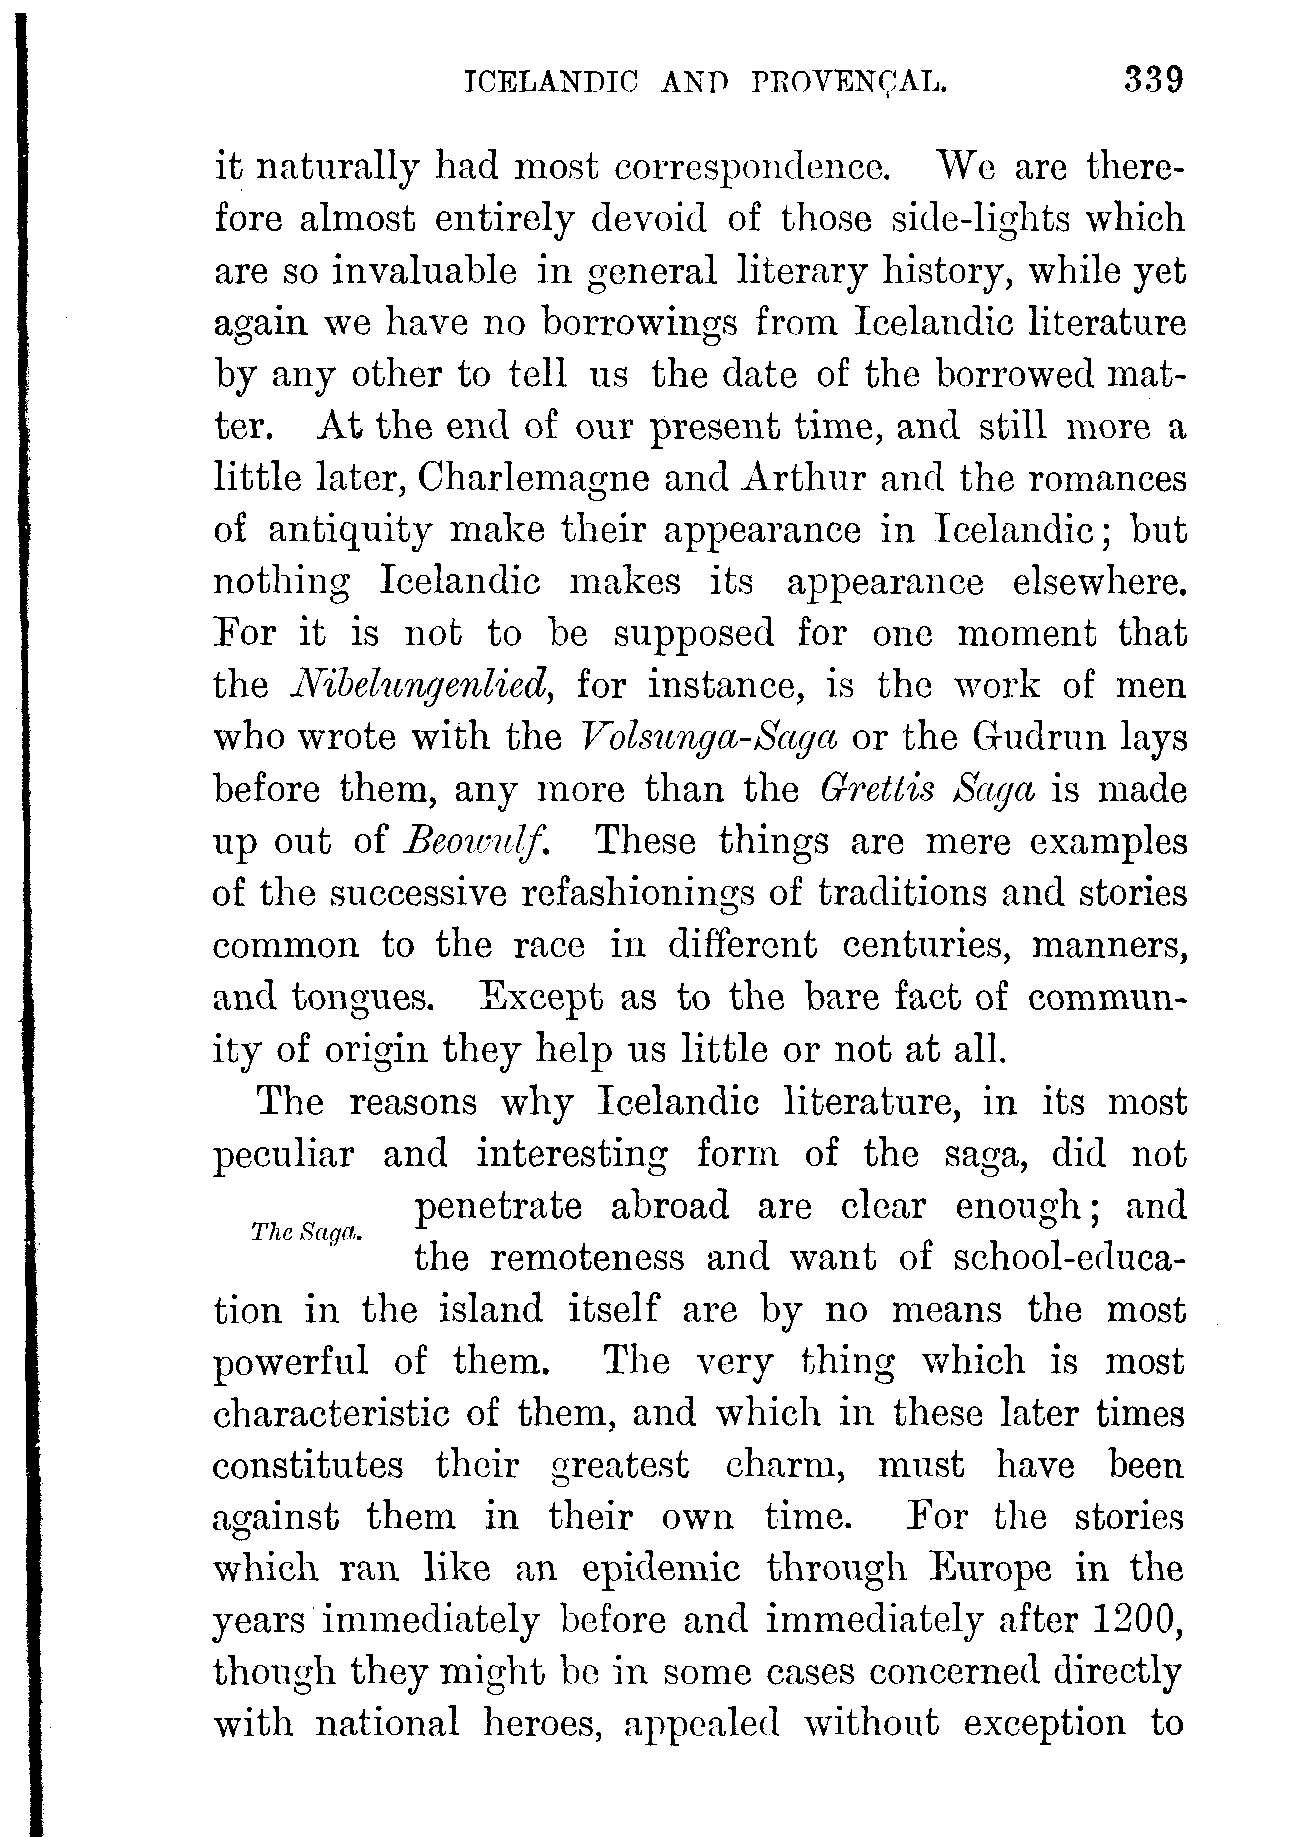 ICELANDIC AND PROVENÇAL. 339
it naturally had most correspondence. We are there-
fore almost entirely devoid of those side-lights which
are so invaluable in general literary history, while yet
again we have no borrowings from Icelandic literature
by any other to tell us the date of the borrowed mat-
ter. At the end of our present time, and still more a
little later, Charlemagne and Arthur and the romances
of antiquity make their appearance in Icelandic; but
nothing Icelandic makes its appearance elsewhere.
For it is not to be supposed for one moment that
the Nibelungenlied, for instance, is the work of men
who wrote with the Volsunga-Saga or the Gudrun lays
before them, any more than the Grettis Saga is made
up out of Beowulf. These things are mere examples
of the successive refashionings of traditions and stories
common to the race in different centuries, manners,
and tongues. Except as to the bare fact of commun-
ity of origin they help us little or not at all.
The reasons why Icelandic literature, in its most
peculiar and interesting form of the saga, did not
penetrate abroad are clear enough; and
The Saga.
the remoteness and want of school-educa-
tion in the island itself are by no means the most
powerful of them. The very thing which is most
characteristic of them, and which in these later times
constitutes their greatest charm, must have been
against them in their own time. For the stories
which ran like an epidemic through Europe in the
years immediately before and immediately after 1200,
though they might be in some cases concerned directly
with national heroes, appealed without exception to